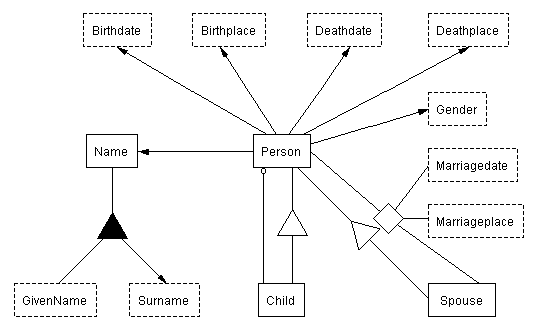 Birthdate
Birthplace
Deathdate
Deathplace
Gender
Name
Person
Marriagedate
Marriageplace
GivenName
Surname
Child
Spouse